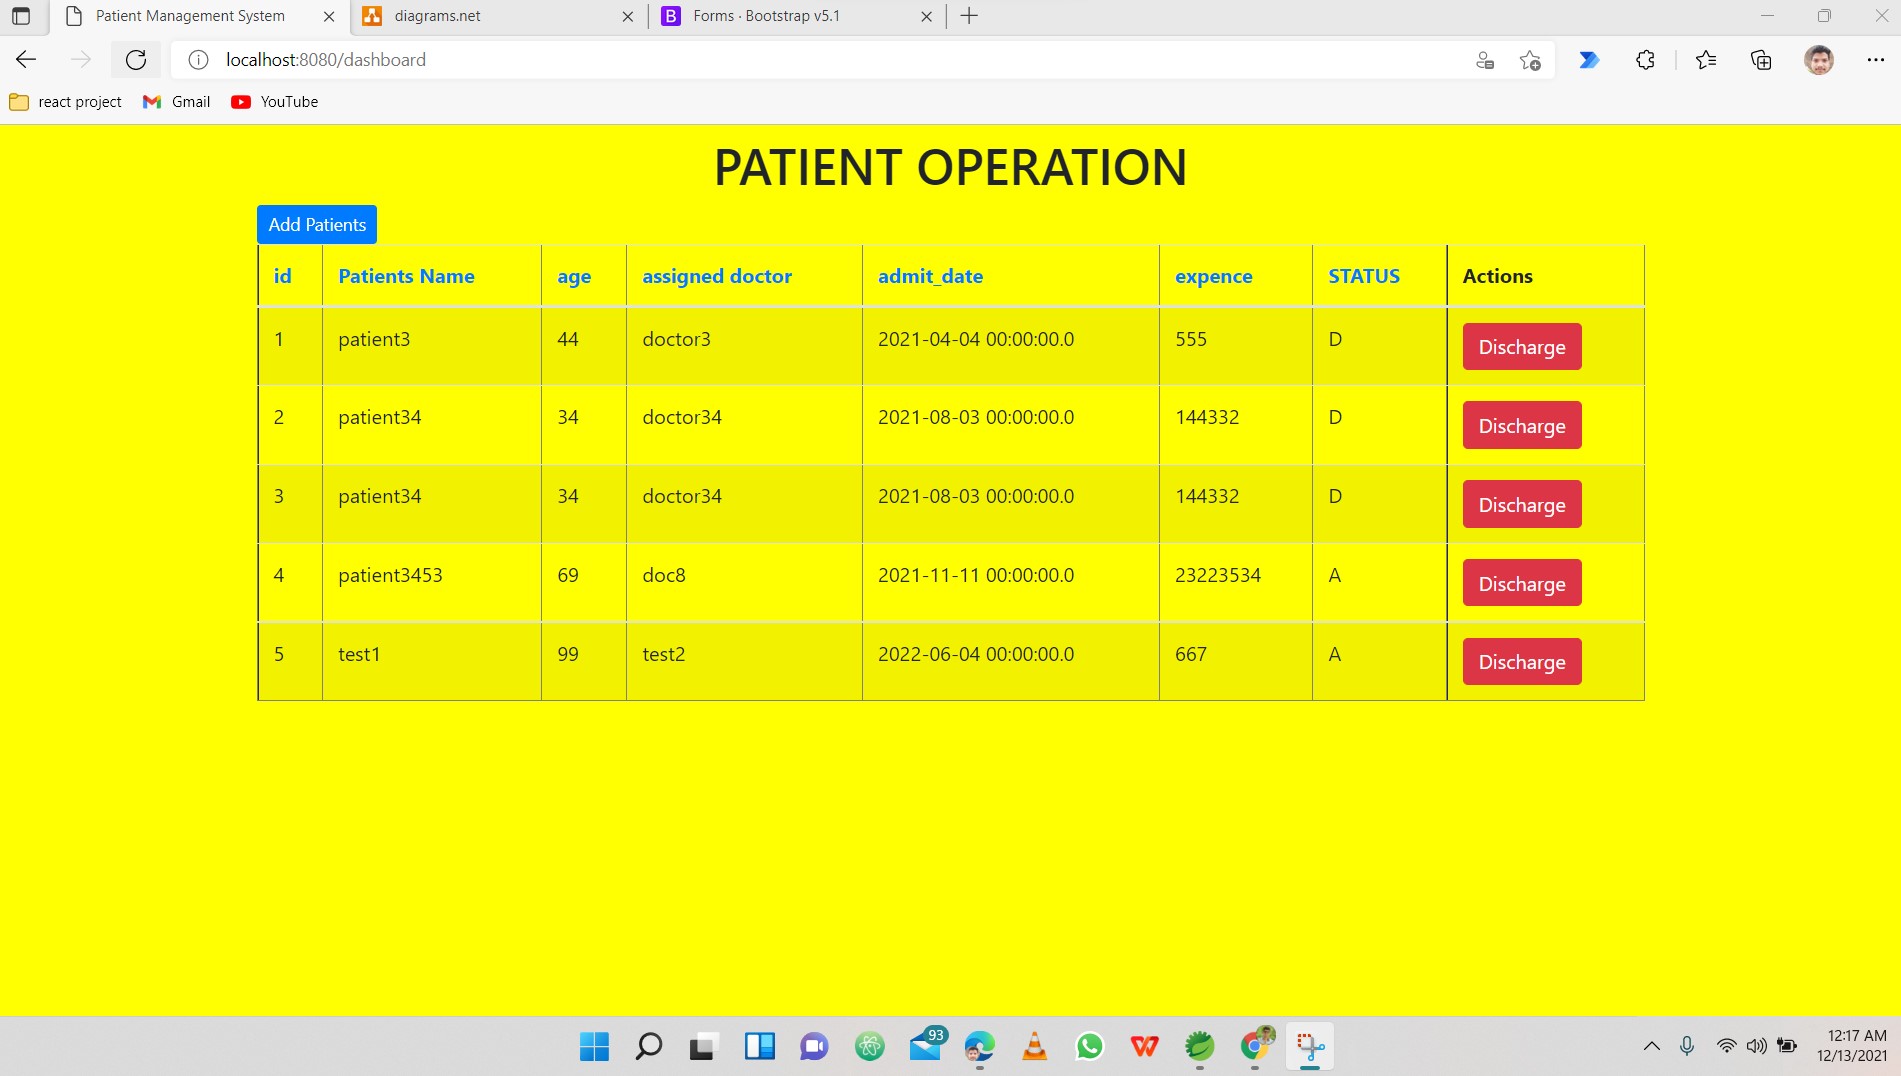 Patient Management System
diagrams.net
B Forms · Bootstrap v5.1
localhost:8080/dashboard
react project Gmail YouTube
PATIENT OPERATION
Add Patients
id Patients Name age assigned doctor admit_date expence STATUS Actions
1 patient3 44 doctor3 2021-04-04 00:00:00.0 555 D Discharge
2 patient34 34 doctor34 2021-08-03 00:00:00.0 144332 D Discharge
3 patient34 34 doctor34 2021-08-03 00:00:00.0 144332 D Discharge
4 patient3453 69 doc8 2021-11-11 00:00:00.0 23223534 A Discharge
5 test1 99 test2 2022-06-04 00:00:00.0 667 A Discharge
93
12:17 AM
12/13/2021